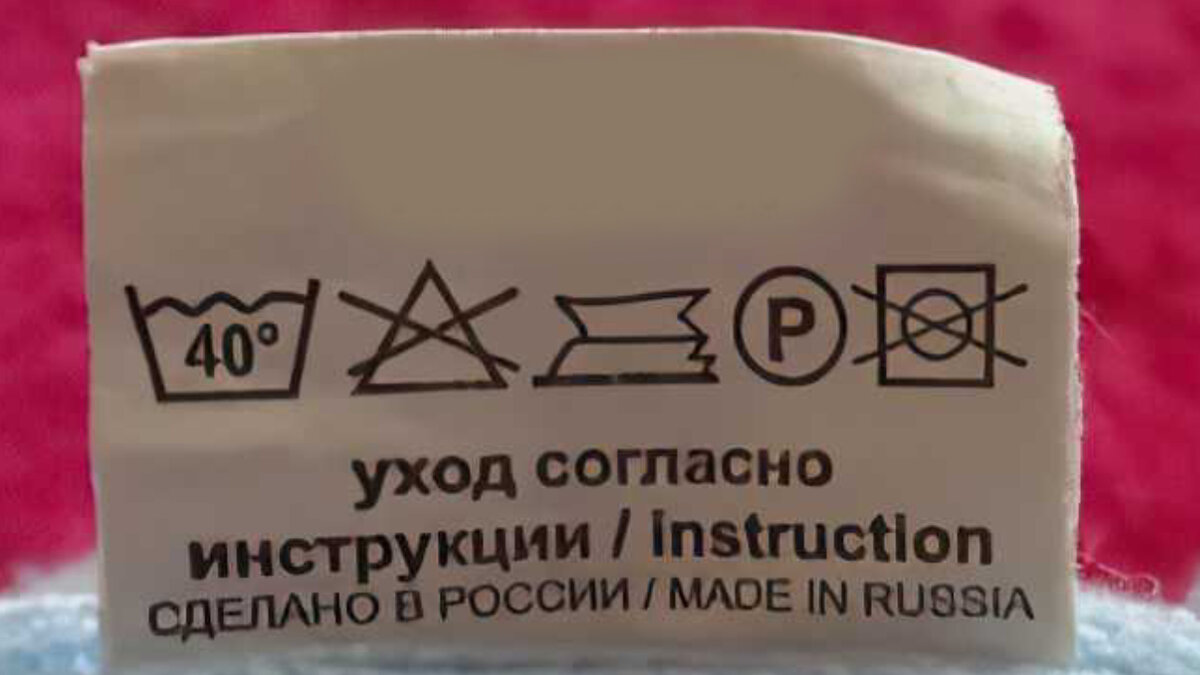 40°
P
уход согласно
инструкции / Instruction
СДЕЛАНО В РОССИИ / MADE IN RUSSIA